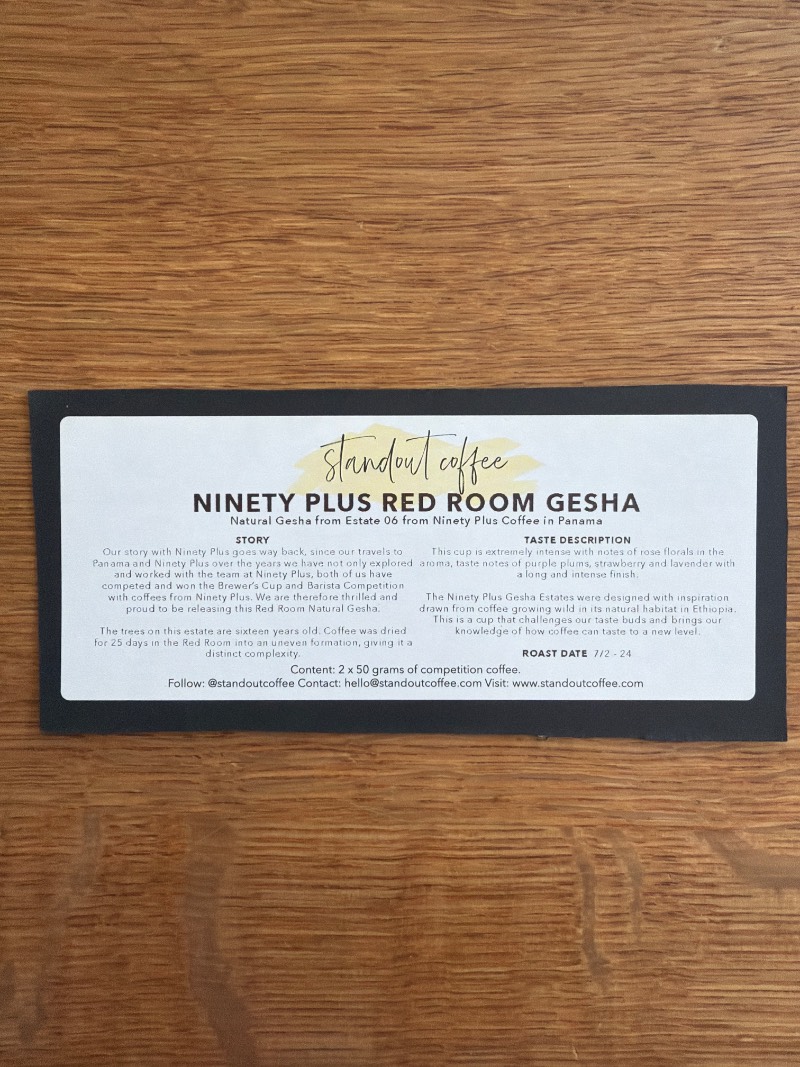 standout coffee
NINETY PLUS RED ROOM GESHA
Natural Gesha from Estate 06 from Ninety Plus Coffee in Panama
STORY
Our story with Ninety Plus goes way back, since our travels to
Panama and Ninety Plus over the years we have not only explored
and worked with the team at Ninety Plus, both of us have
competed and won the Brewer's Cup and Barista Competition
with coffees from Ninety Plus. We are therefore thrilled and
proud to be releasing this Red Room Natural Gesha.
The trees on this estate are sixteen years old. Coffee was dried
for 25 days in the Red Room into an uneven formation, giving it a
distinct complexity.
TASTE DESCRIPTION
This cup is extremely intense with notes of rose florals in the
aroma, taste notes of purple plums, strawberry and lavender with
a long and intense finish.
The Ninety Plus Gesha Estates were designed with inspiration
drawn from coffee growing wild in its natural habitat in Ethiopia.
This is a cup that challenges our taste buds and brings our
knowledge of how coffee can taste to a new level.
ROAST DATE 7/2 - 24
Content: 2 x 50 grams of competition coffee.
Follow: @standoutcoffee Contact: hello@standoutcoffee.com Visit: www.standoutcoffee.com